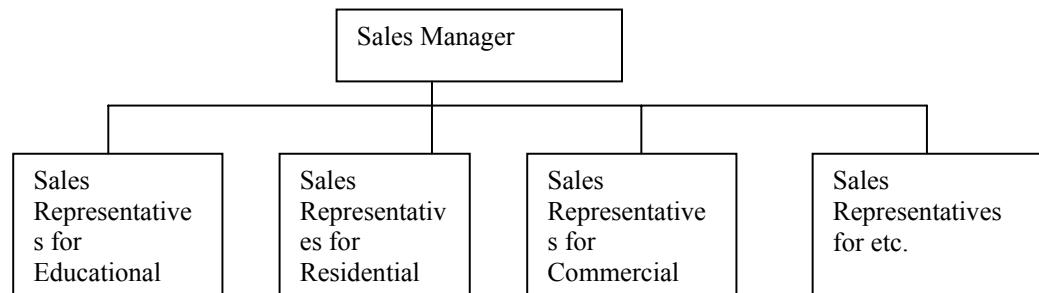 Sales Manager
Sales
Representative
s for
Educational
Sales
Representativ
es for
Residential
Sales
Representative
s for
Commercial
Sales
Representatives
for etc.